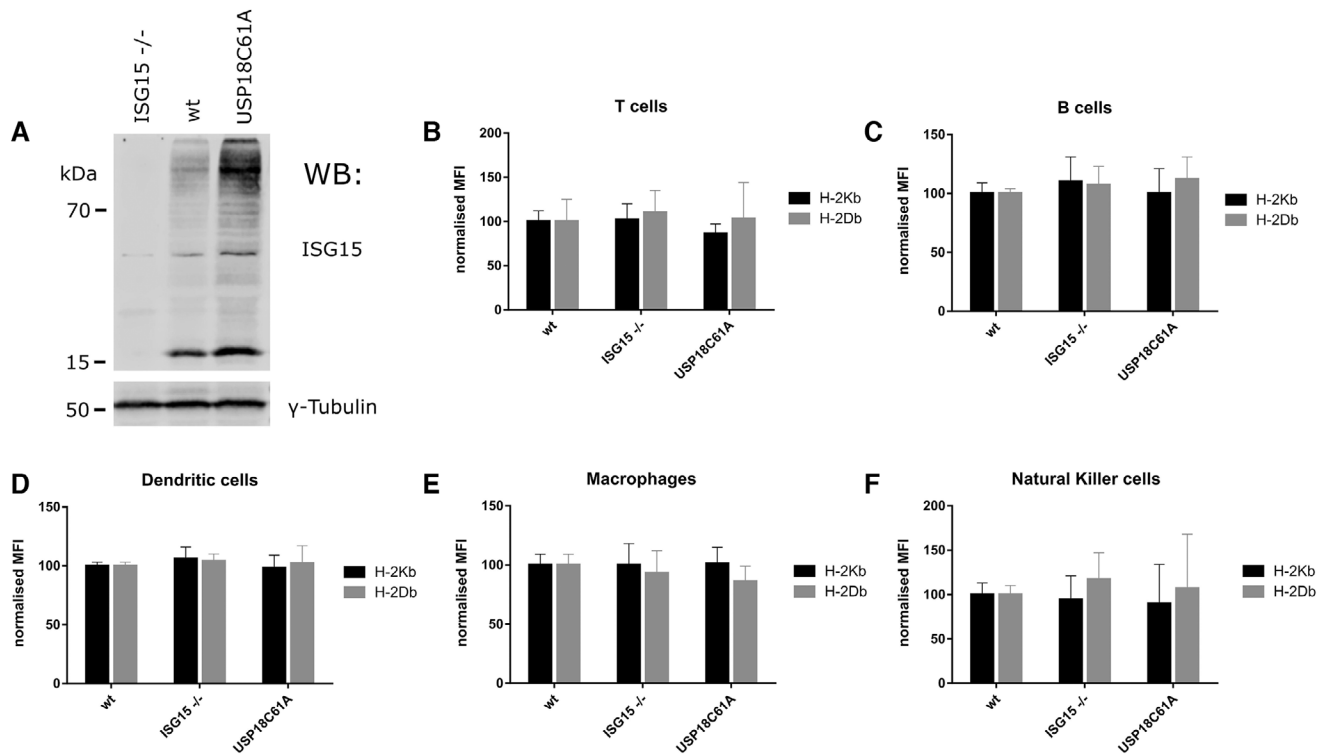 A
ISG15 -/-
wt
USP18C61A
kDa
70
15
50
WB:
ISG15
γ-Tubulin
B
T cells
normalised MFI
200
150
100
50
0
wt
ISG15 -/-
USP18C61A
H-2Kb
H-2Db
C
B cells
normalised MFI
150
100
50
0
wt
ISG15 -/-
USP18C61A
H-2Kb
H-2Db
D
Dendritic cells
normalised MFI
150
100
50
0
wt
ISG15 -/-
USP18C61A
H-2Kb
H-2Db
E
Macrophages
normalised MFI
150
100
50
0
wt
ISG15 -/-
USP18C61A
H-2Kb
H-2Db
F
Natural Killer cells
normalised MFI
200
150
100
50
0
wt
ISG15 -/-
USP18C61A
H-2Kb
H-2Db